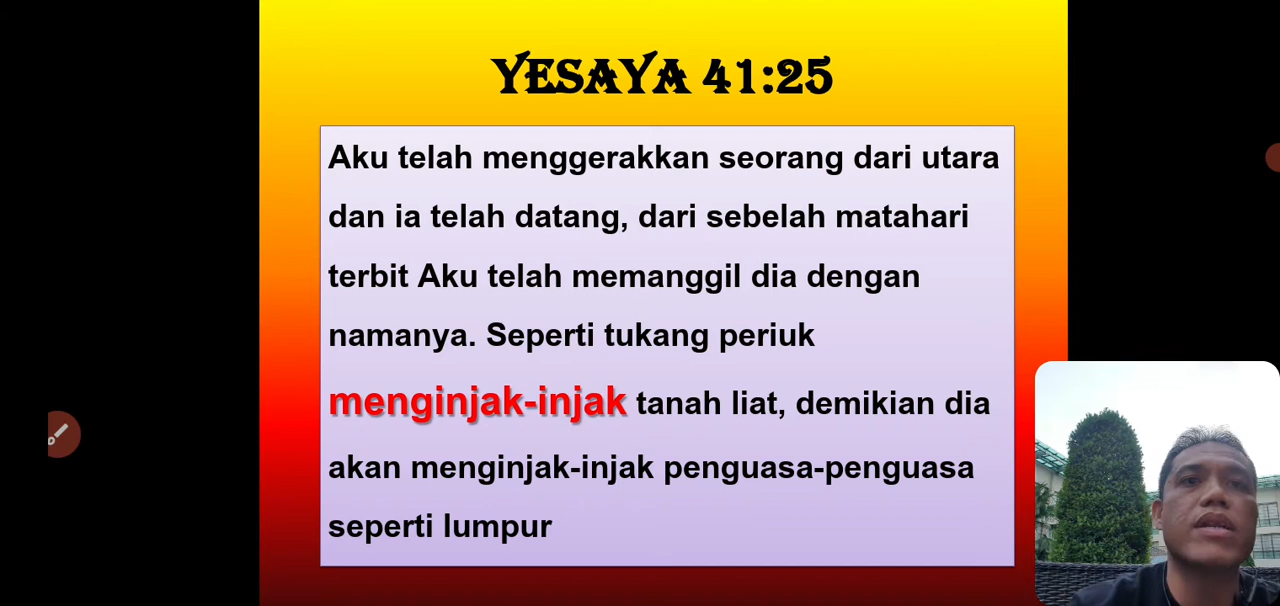 YESAYA 41:25
Aku telah menggerakkan seorang dari utara
dan ia telah datang, dari sebelah matahari
terbit Aku telah memanggil dia dengan
namanya. Seperti tukang periuk
menginjak-injak tanah liat, demikian dia
akan menginjak-injak penguasa-penguasa
seperti lumpur